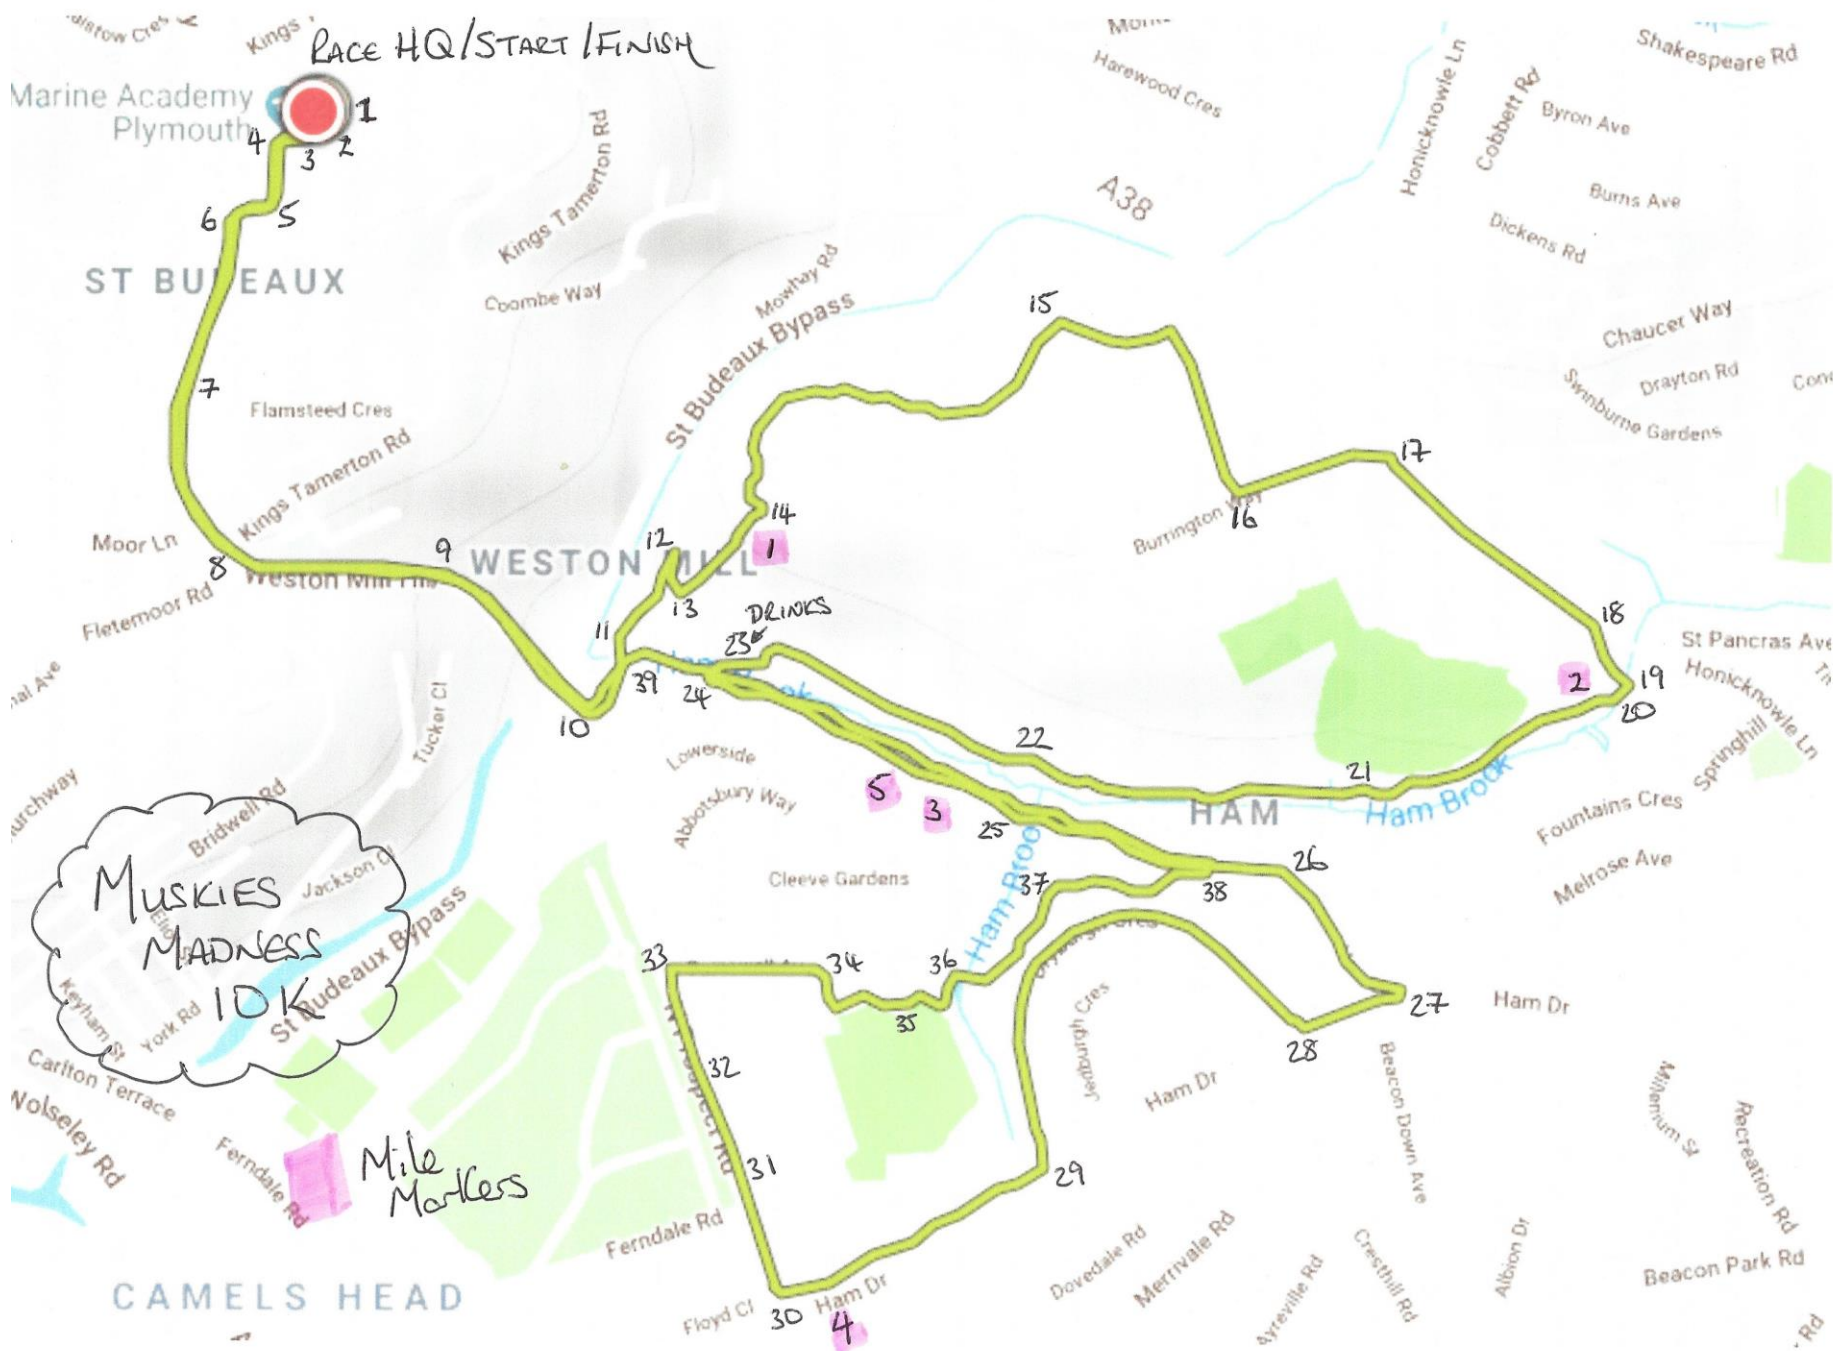 Kings
RACE HQ/START/FINISH
Marine Academy
Plymouth
1
2
3
4
5
6
ST BUDEAUX
7
Flamsteed Cres
Kings Tamerton Rd
Moor Ln
8
Fletemoor Rd
Weston Mill Hill
9
WESTON MILL
Kings Tamerton Rd
Coombe Way
Mowhay Rd
St Budeaux Bypass
A38
Harewood Cres
Honicknowle Ln
Cobbett Rd
Shakespeare Rd
Byron Ave
Burns Ave
Dickens Rd
Chaucer Way
Drayton Rd
Swinburne Gardens
10
11
12
13
14
1
15
16
Burrington Way
17
18
19
20
2
St Pancras Ave
Honicknowle Ln
Springhill
Fountains Cres
Melrose Ave
21
Ham Brook
HAM
22
23
DRINKS
24
39
Lowerside
Abbotsbury Way
5
3
25
Cleeve Gardens
Ham Broo
26
37
38
27
Ham Dr
28
Jedburgh Cres
Ham Dr
Beacon Down Ave
Millennium St
Recreation Rd
Beacon Park Rd
Albion Dr
Cresthill Rd
Ayreville Rd
Merrivale Rd
Dovedale Rd
29
30
Ham Dr
4
Floyd Cl
Ferndale Rd
31
32
33
34
35
36
Tucker Cl
Bridwell Rd
Jackson Cl
MUSKIES
MADNESS
10K
St Budeaux Bypass
Keyham St
York Rd
Carlton Terrace
Wolseley Rd
Ferndale Rd
Mile
Markers
CAMELS HEAD